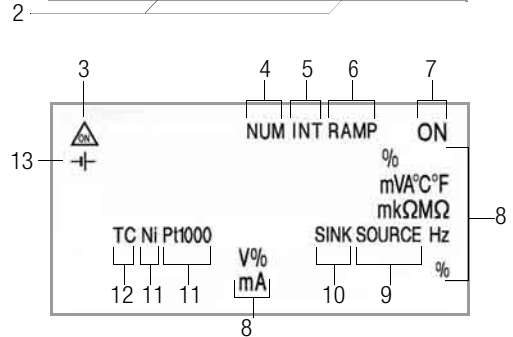 2
3 4 5 6 7
ON NUM INT RAMP ON
13 %
mVA°C°F
mkΩMΩ
8
TC Ni Pt1000 SINK SOURCE Hz
V% %
mA
12 11 11 10 9
8